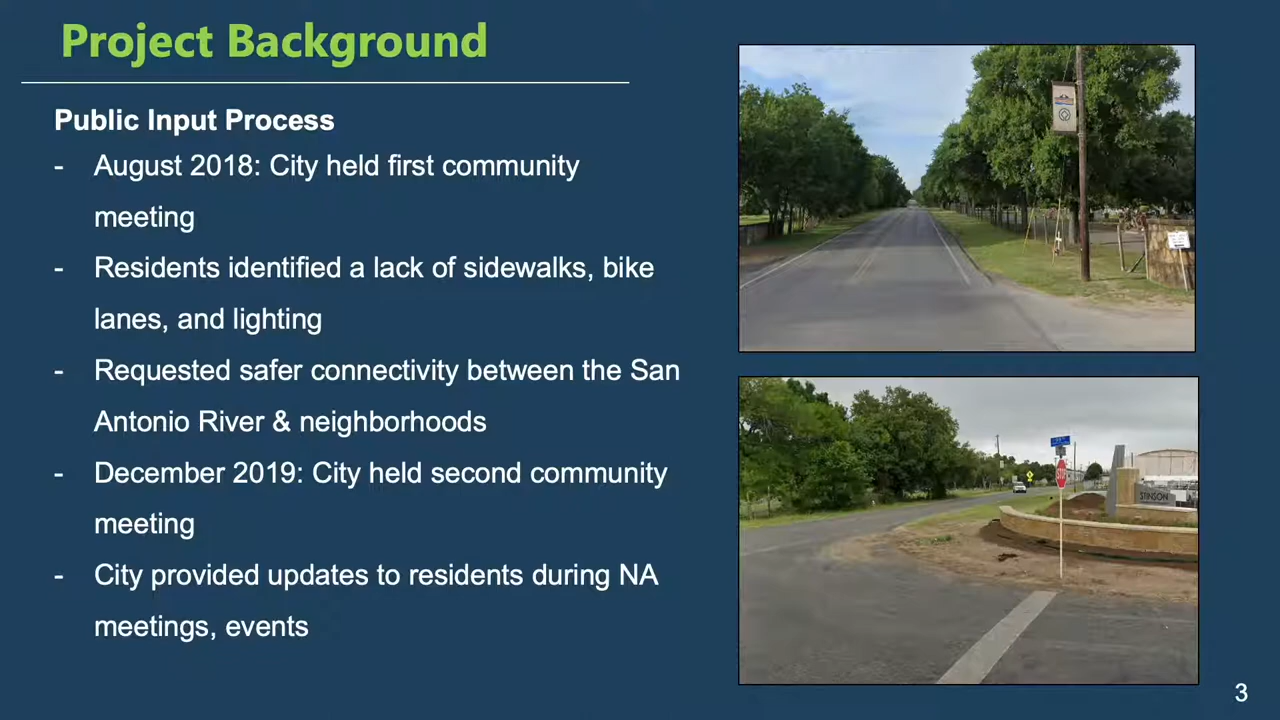 Project Background
Public Input Process
- August 2018: City held first community
meeting
- Residents identified a lack of sidewalks, bike
lanes, and lighting
- Requested safer connectivity between the San
Antonio River & neighborhoods
- December 2019: City held second community
meeting
- City provided updates to residents during NA
meetings, events
STINSON
3